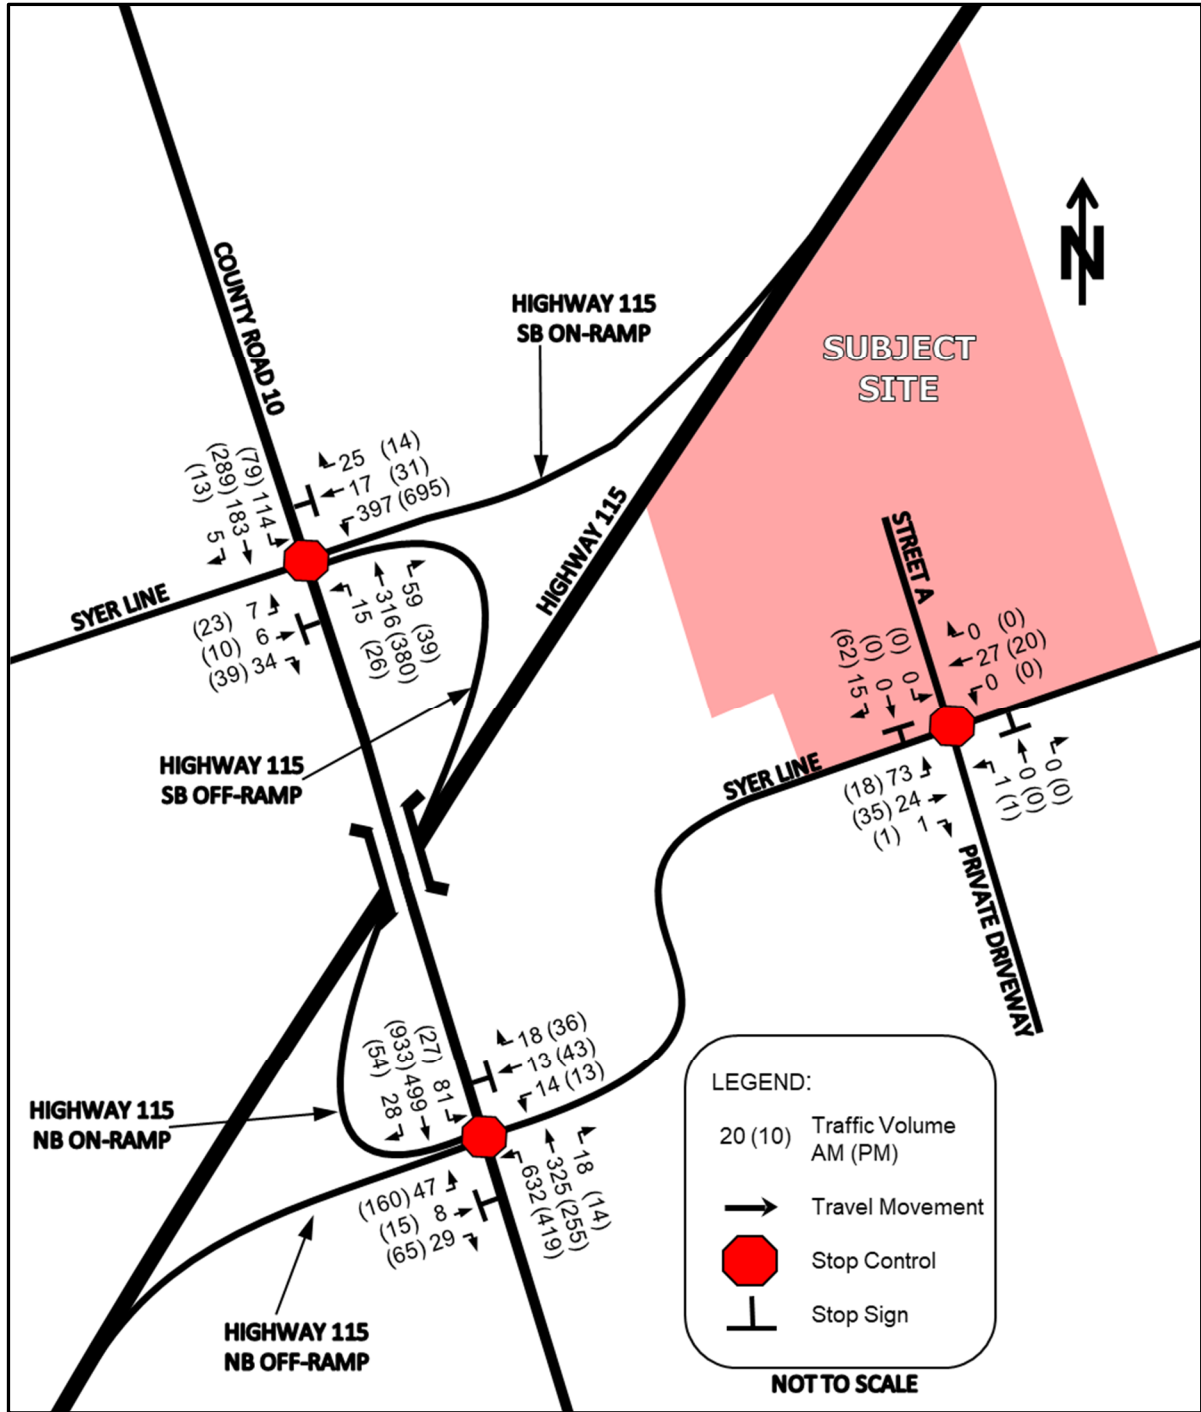 COUNTY ROAD 10
HIGHWAY 115
SB ON-RAMP
N
SUBJECT
SITE
(13) 5
(289) 183
(79) 114
25 (14)
17 (31)
397 (695)
HIGHWAY 115
STREET A
SYER LINE
(23) 7
(10) 6
(39) 34
15 (26)
316 (380)
59 (39)
(62) 15
(0) 0
(0) 0
0 (0)
27 (20)
0 (0)
HIGHWAY 115
SB OFF-RAMP
SYER LINE
(18) 73
(35) 24
(1) 1
1 (1)
0 (0)
0 (0)
PRIVATE DRIVEWAY
(54) 28
(933) 499
(27) 81
18 (36)
13 (43)
14 (13)
HIGHWAY 115
NB ON-RAMP
(160) 47
(15) 8
(65) 29
632 (419)
325 (255)
18 (14)
HIGHWAY 115
NB OFF-RAMP
LEGEND:
20 (10) Traffic Volume
AM (PM)
Travel Movement
Stop Control
Stop Sign
NOT TO SCALE